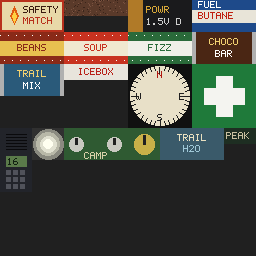 SAFETY
MATCH
POWR
1.5V D
FUEL
BUTANE
BEANS
SOUP
FIZZ
CHOCO
BAR
TRAIL
MIX
ICEBOX
N
W
E
S
16
CAMP
TRAIL
H2O
PEAK